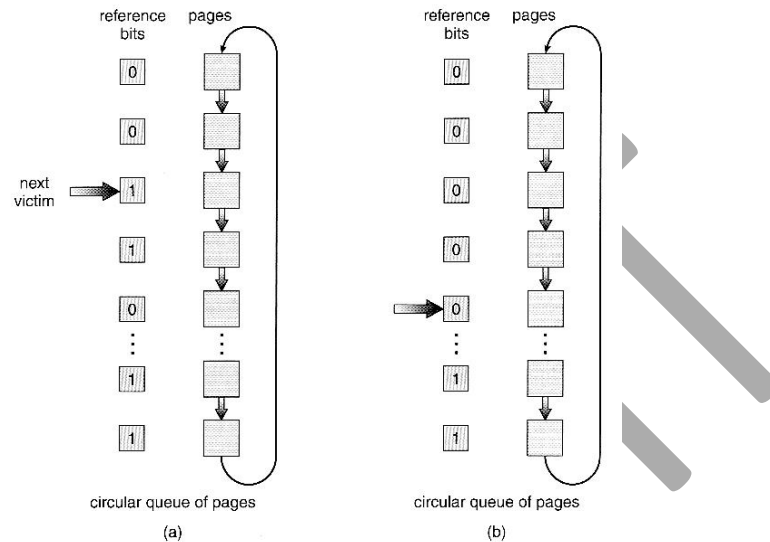 reference pages
bits
0
0
next
victim
1
1
0
1
1
circular queue of pages
(a)
reference pages
bits
0
0
0
0
0
1
1
circular queue of pages
(b)